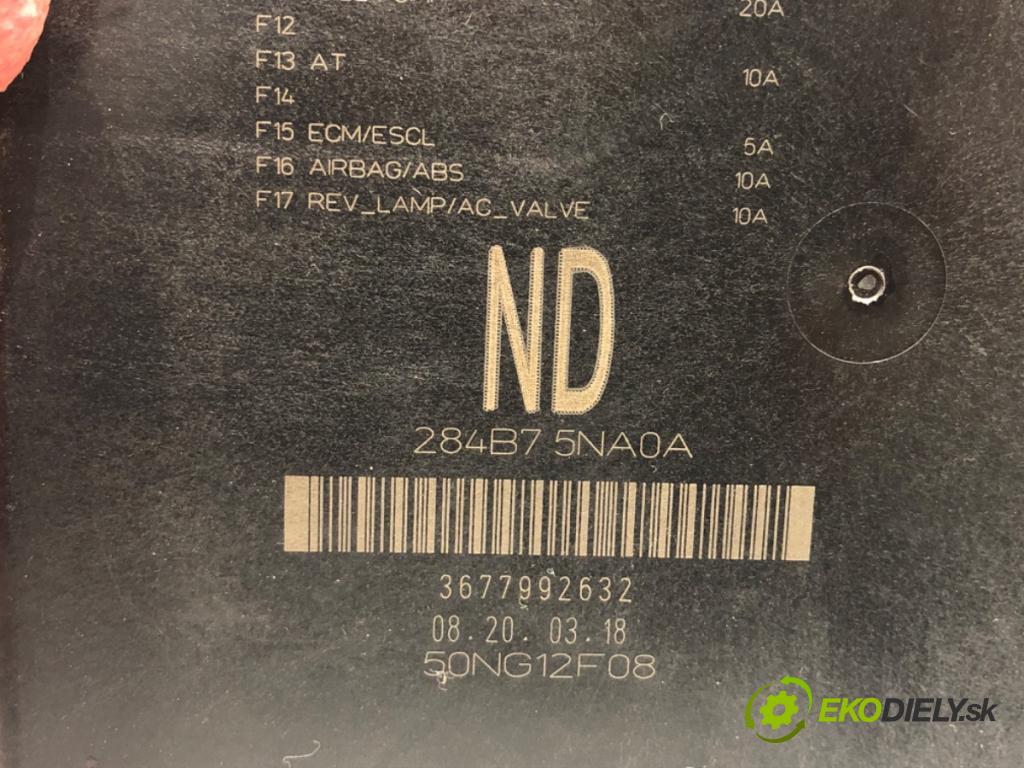 20A
F12
F13 AT 10A
F14
F15 ECM/ESCL 5A
F16 AIRBAG/ABS 10A
F17 REV_LAMP/AC_VALVE 10A
ND
284B7 5NA0A
3677992632
08. 20. 03. 18
50NG12F08
EKODIELY.sk